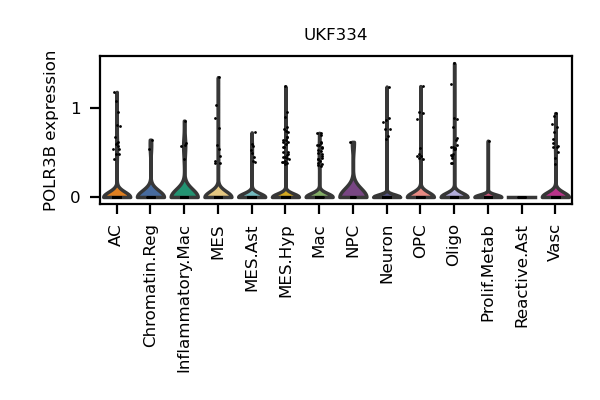 UKF334
POLR3B expression
1
0
AC
Chromatin.Reg
Inflammatory.Mac
MES
MES.Ast
MES.Hyp
Mac
NPC
Neuron
OPC
Oligo
Prolif.Metab
Reactive.Ast
Vasc